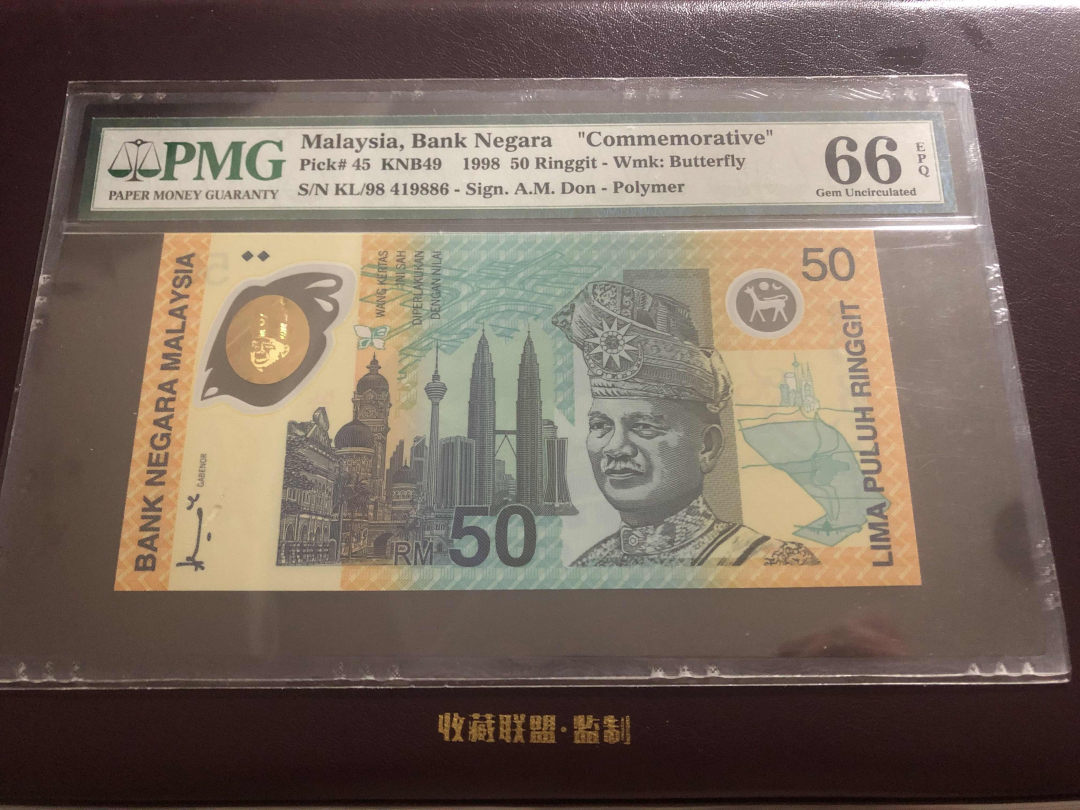 PMG
PAPER MONEY GUARANTY
Malaysia, Bank Negara "Commemorative"
Pick# 45 KNB49 1998 50 Ringgit - Wmk: Butterfly
S/N KL/98 419886 - Sign. A.M. Don - Polymer
66
EPQ
Gem Uncirculated
BANK NEGARA MALAYSIA
GABENOR
WANG KERTAS
INI SAH
DIPERLAKUKAN
DENGAN NILAI
50
LIMA PULUH RINGGIT
RM 50
收藏联盟·监制